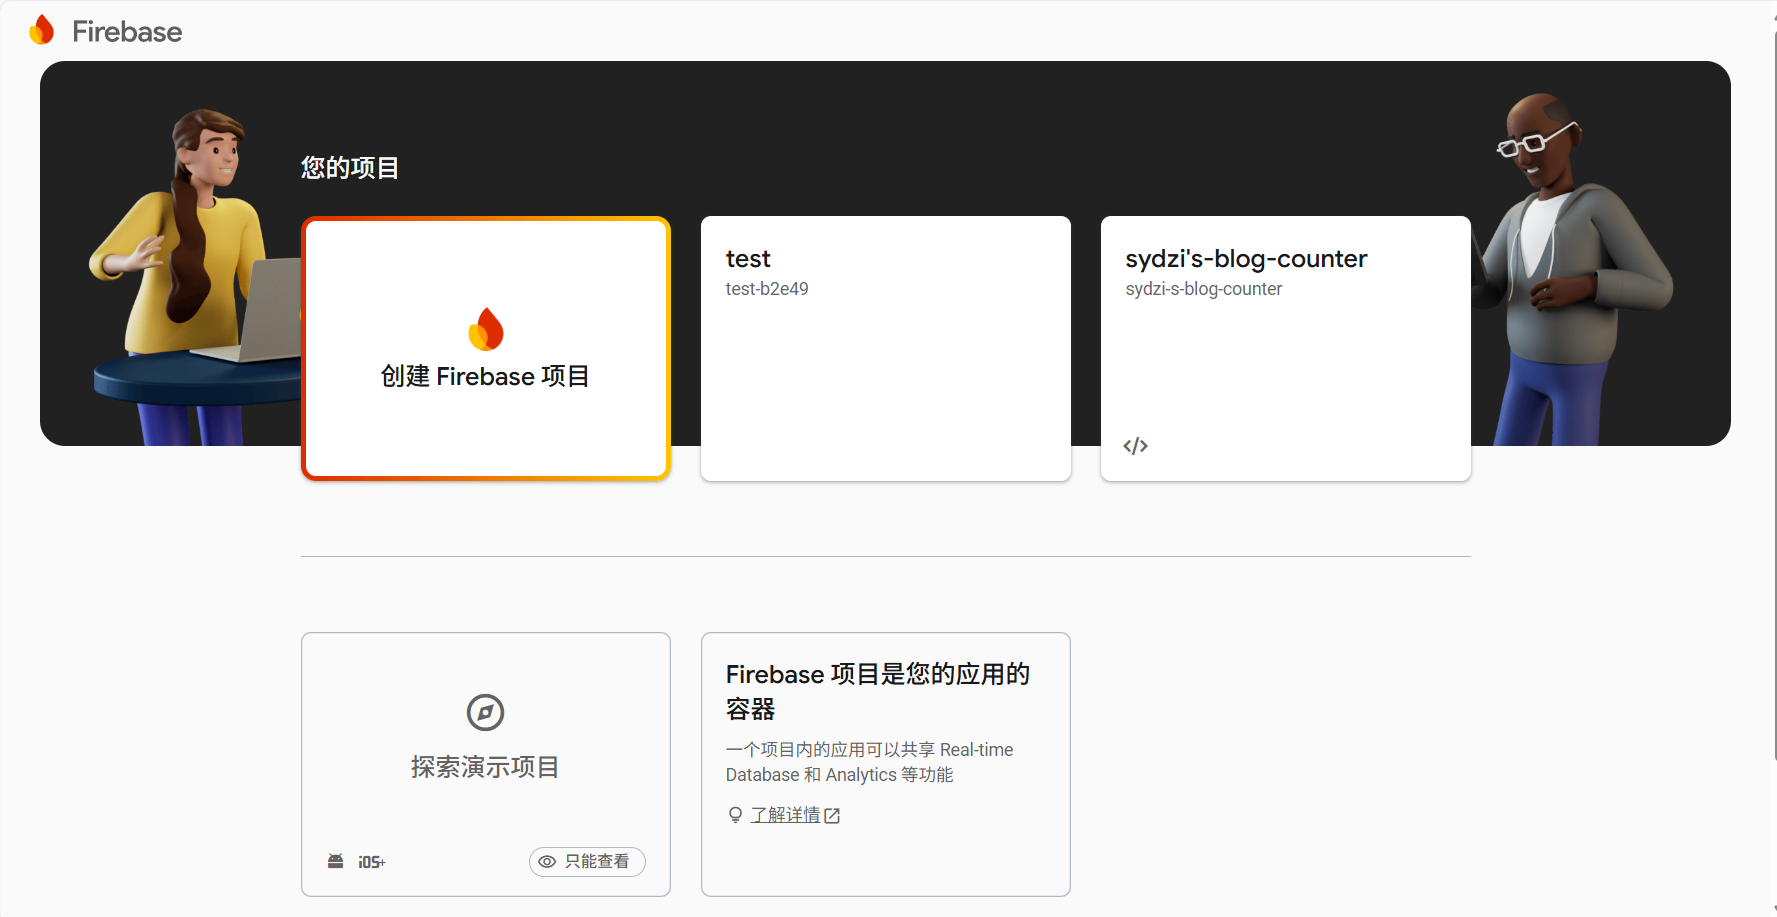 Firebase
您的项目
创建 Firebase 项目
test
test-b2e49
sydzi's-blog-counter
sydzi-s-blog-counter
</>
探索演示项目
iOS+
只能查看
Firebase 项目是您的应用的
容器
一个项目内的应用可以共享 Real-time
Database 和 Analytics 等功能
了解详情